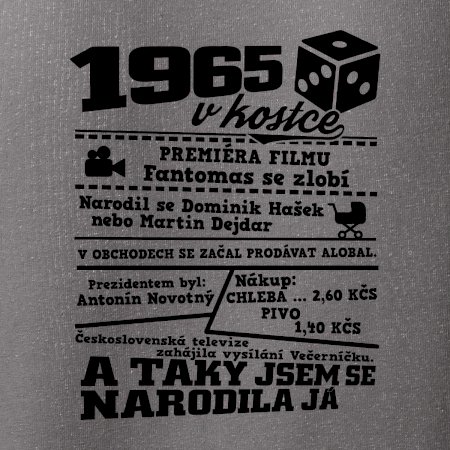 1965
v kostce
PREMIÉRA FILMU
Fantomas se zlobí
Narodil se Dominik Hašek
nebo Martin Dejdar
V OBCHODECH SE ZAČAL PRODÁVAT ALOBAL.
Prezidentem byl:
Antonín Novotný
Nákup:
CHLEBA ... 2,60 KČS
PIVO
1,40 KČS
Československá televize
zahájila vysílání Večerníčku.
A TAKY JSEM SE
NARODILA JÁ